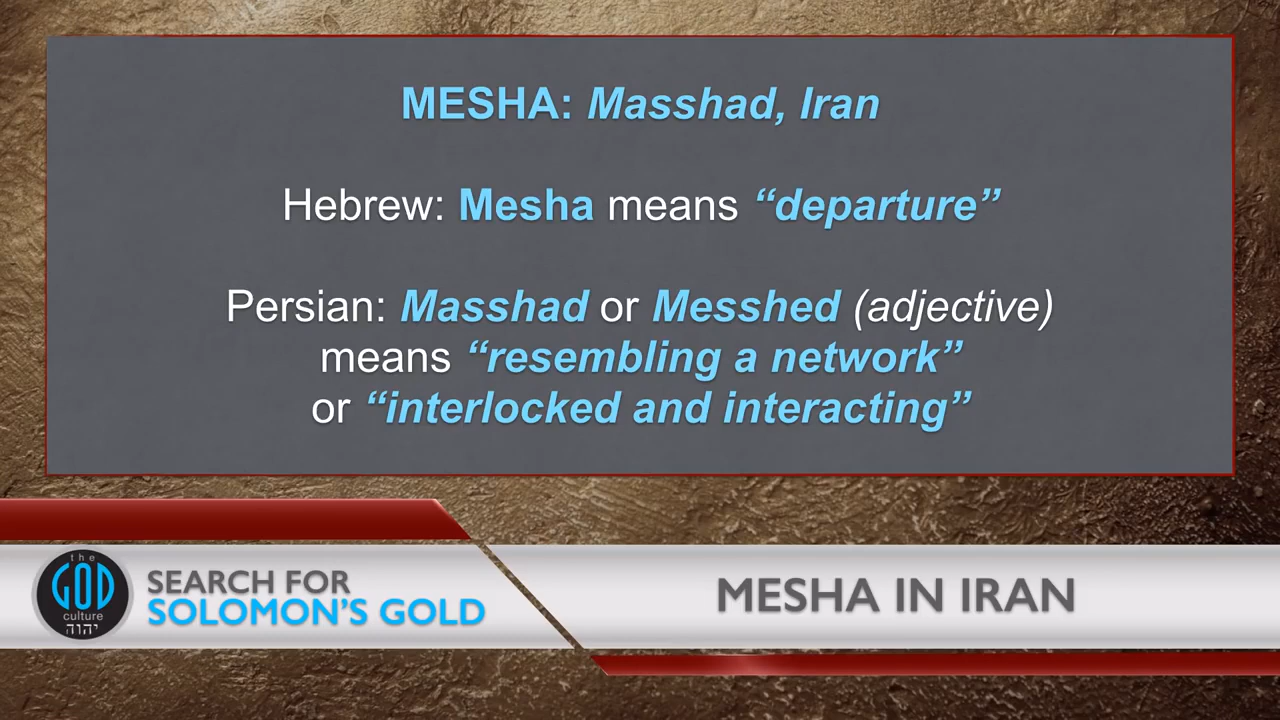 MESHA: Masshad, Iran
Hebrew: Mesha means “departure”
Persian: Masshad or Messhed (adjective)
means “resembling a network”
or “interlocked and interacting”
the
GOD
culture
יהוה
SEARCH FOR
SOLOMON’S GOLD
MESHA IN IRAN